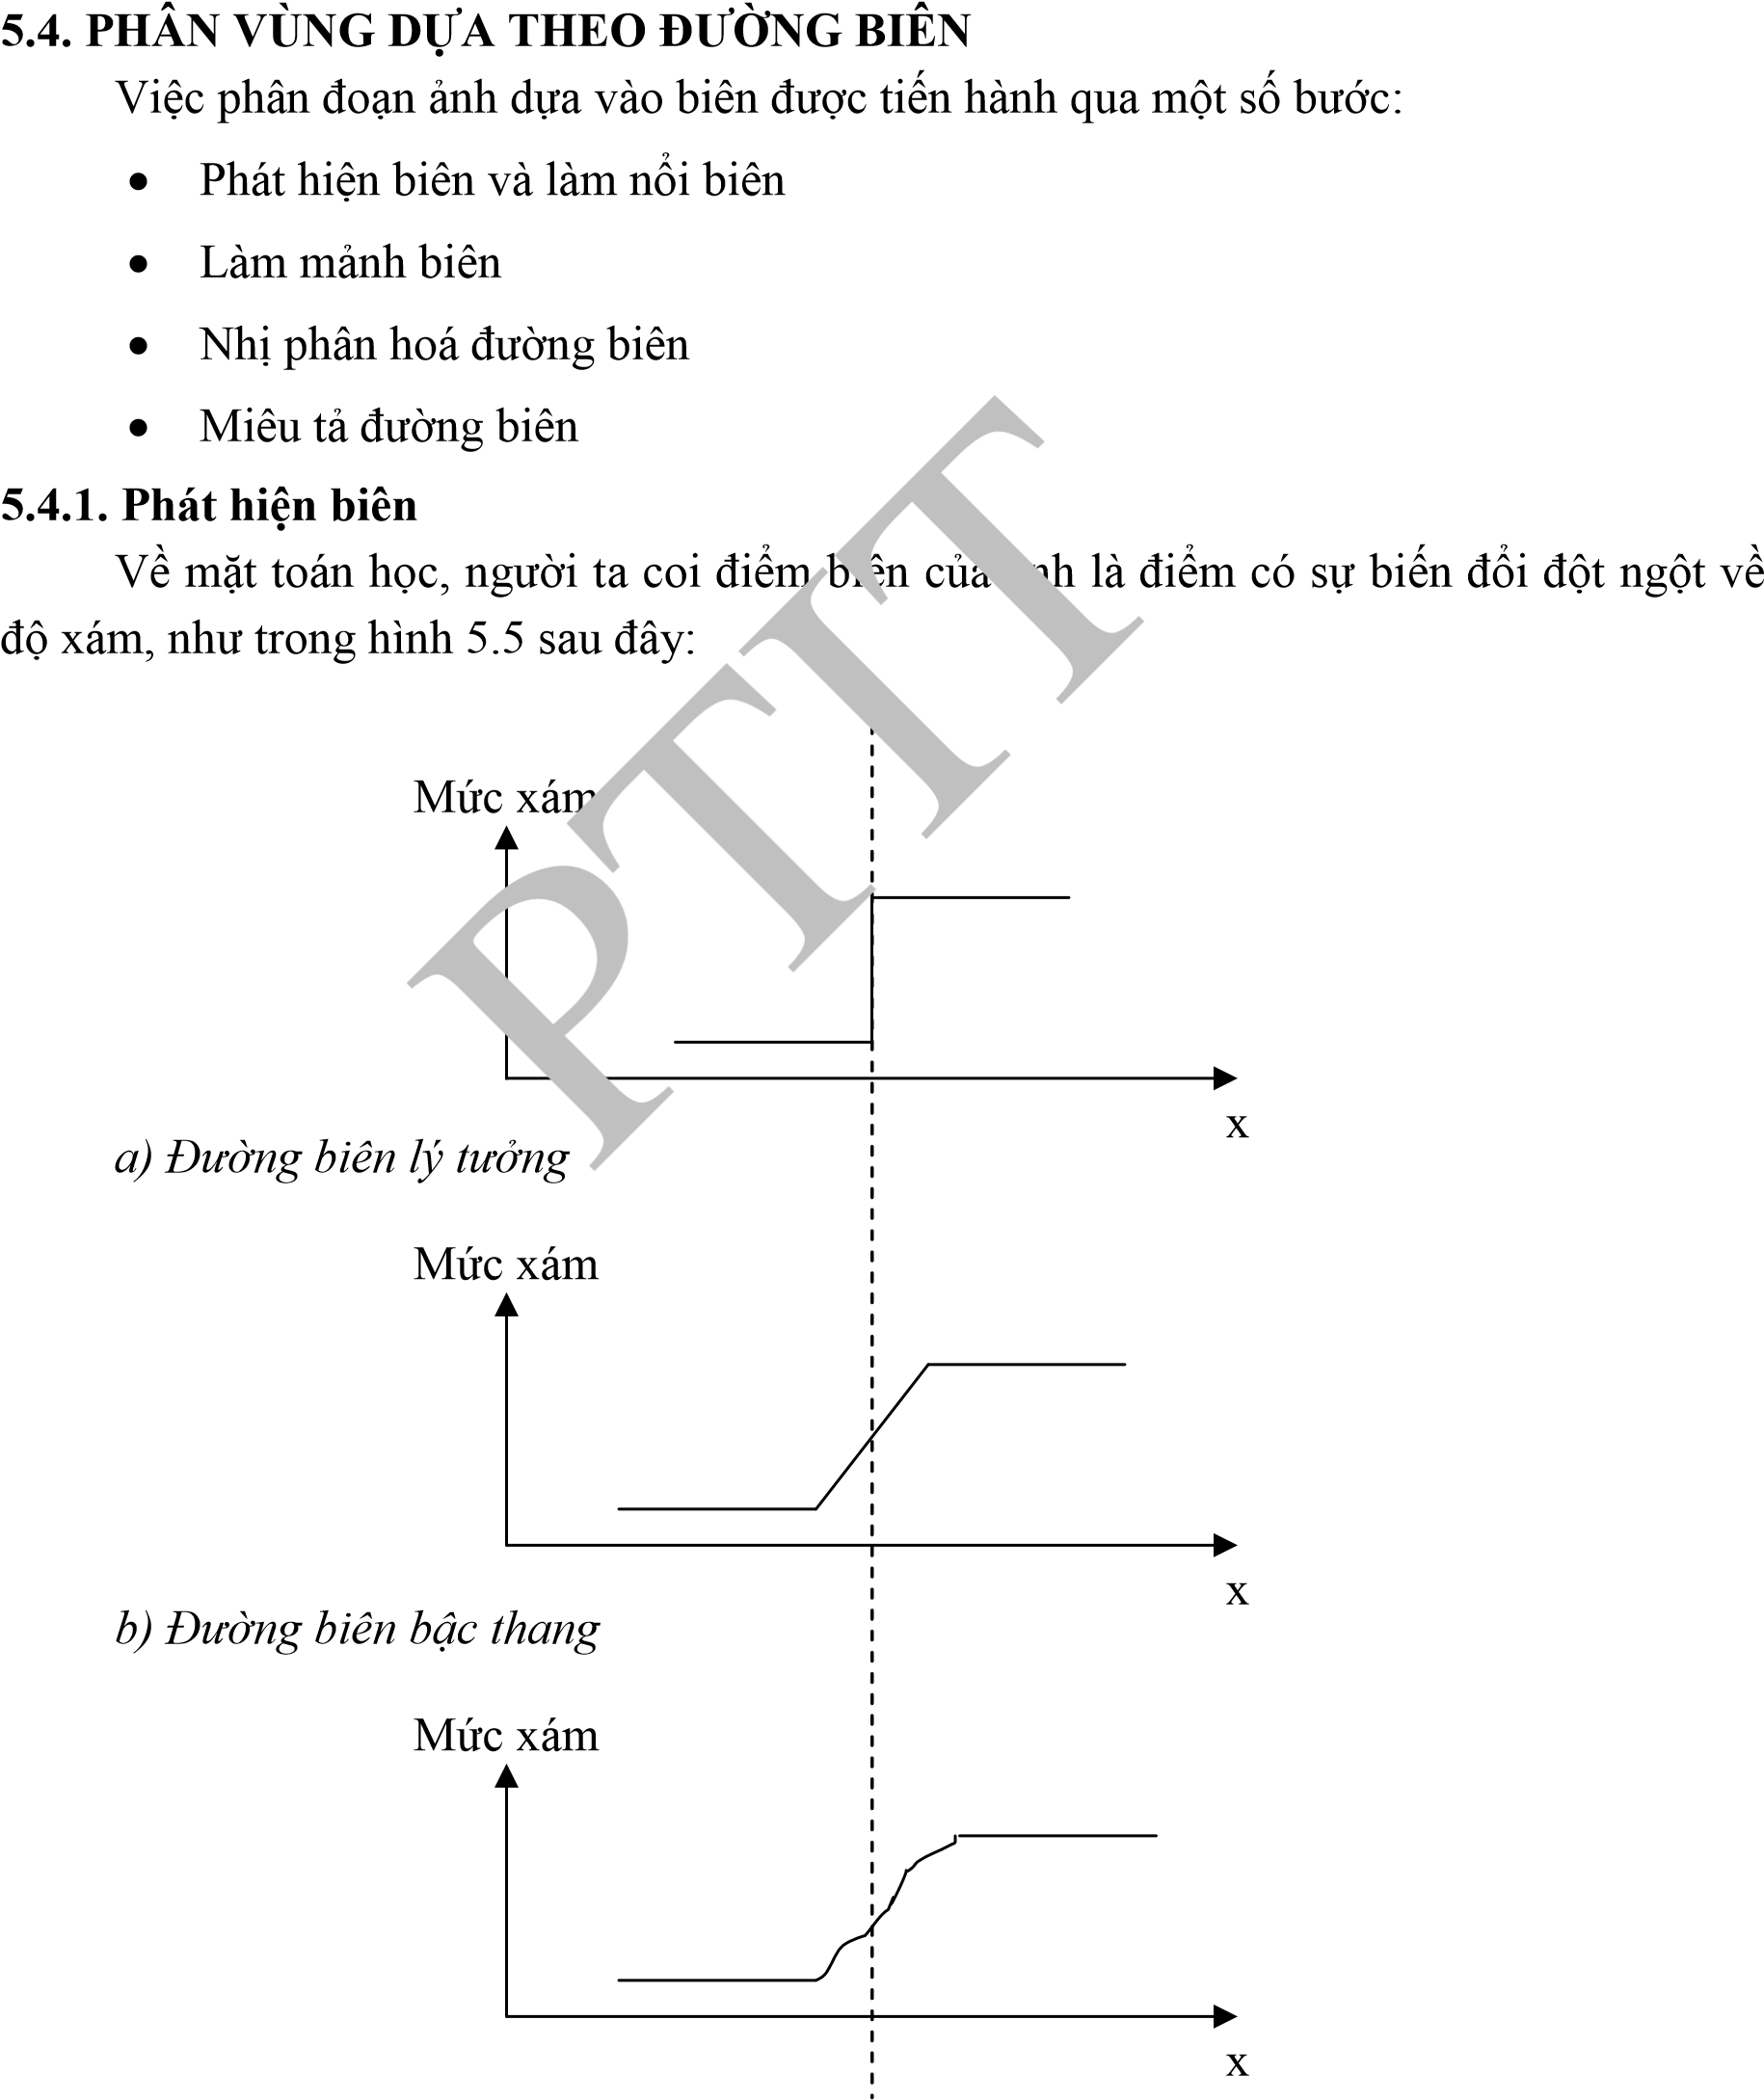 5.4. PHÂN VÙNG DỰA THEO ĐƯỜNG BIÊN
Việc phân đoạn ảnh dựa vào biên được tiến hành qua một số bước:
• Phát hiện biên và làm nổi biên
• Làm mảnh biên
• Nhị phân hoá đường biên
• Miêu tả đường biên
5.4.1. Phát hiện biên
Về mặt toán học, người ta coi điểm biên của ảnh là điểm có sự biến đổi đột ngột về
độ xám, như trong hình 5.5 sau đây:
PTIT
Mức xám
x
a) Đường biên lý tưởng
Mức xám
x
b) Đường biên bậc thang
Mức xám
x